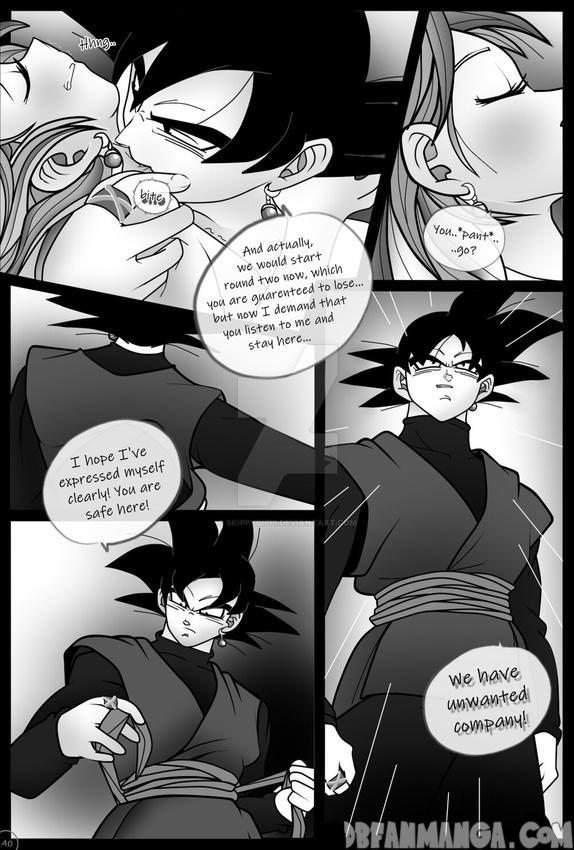 Hnng..
bite
You..*pant*..
..go?
And actually,
we would start
round two now, which
you are guarenteed to lose...
but now I demand that
you listen to me and
stay here...
I hope I've
expressed myself
clearly! You are
safe here!
we have
unwanted
company!
40
DBFANMANGA.COM